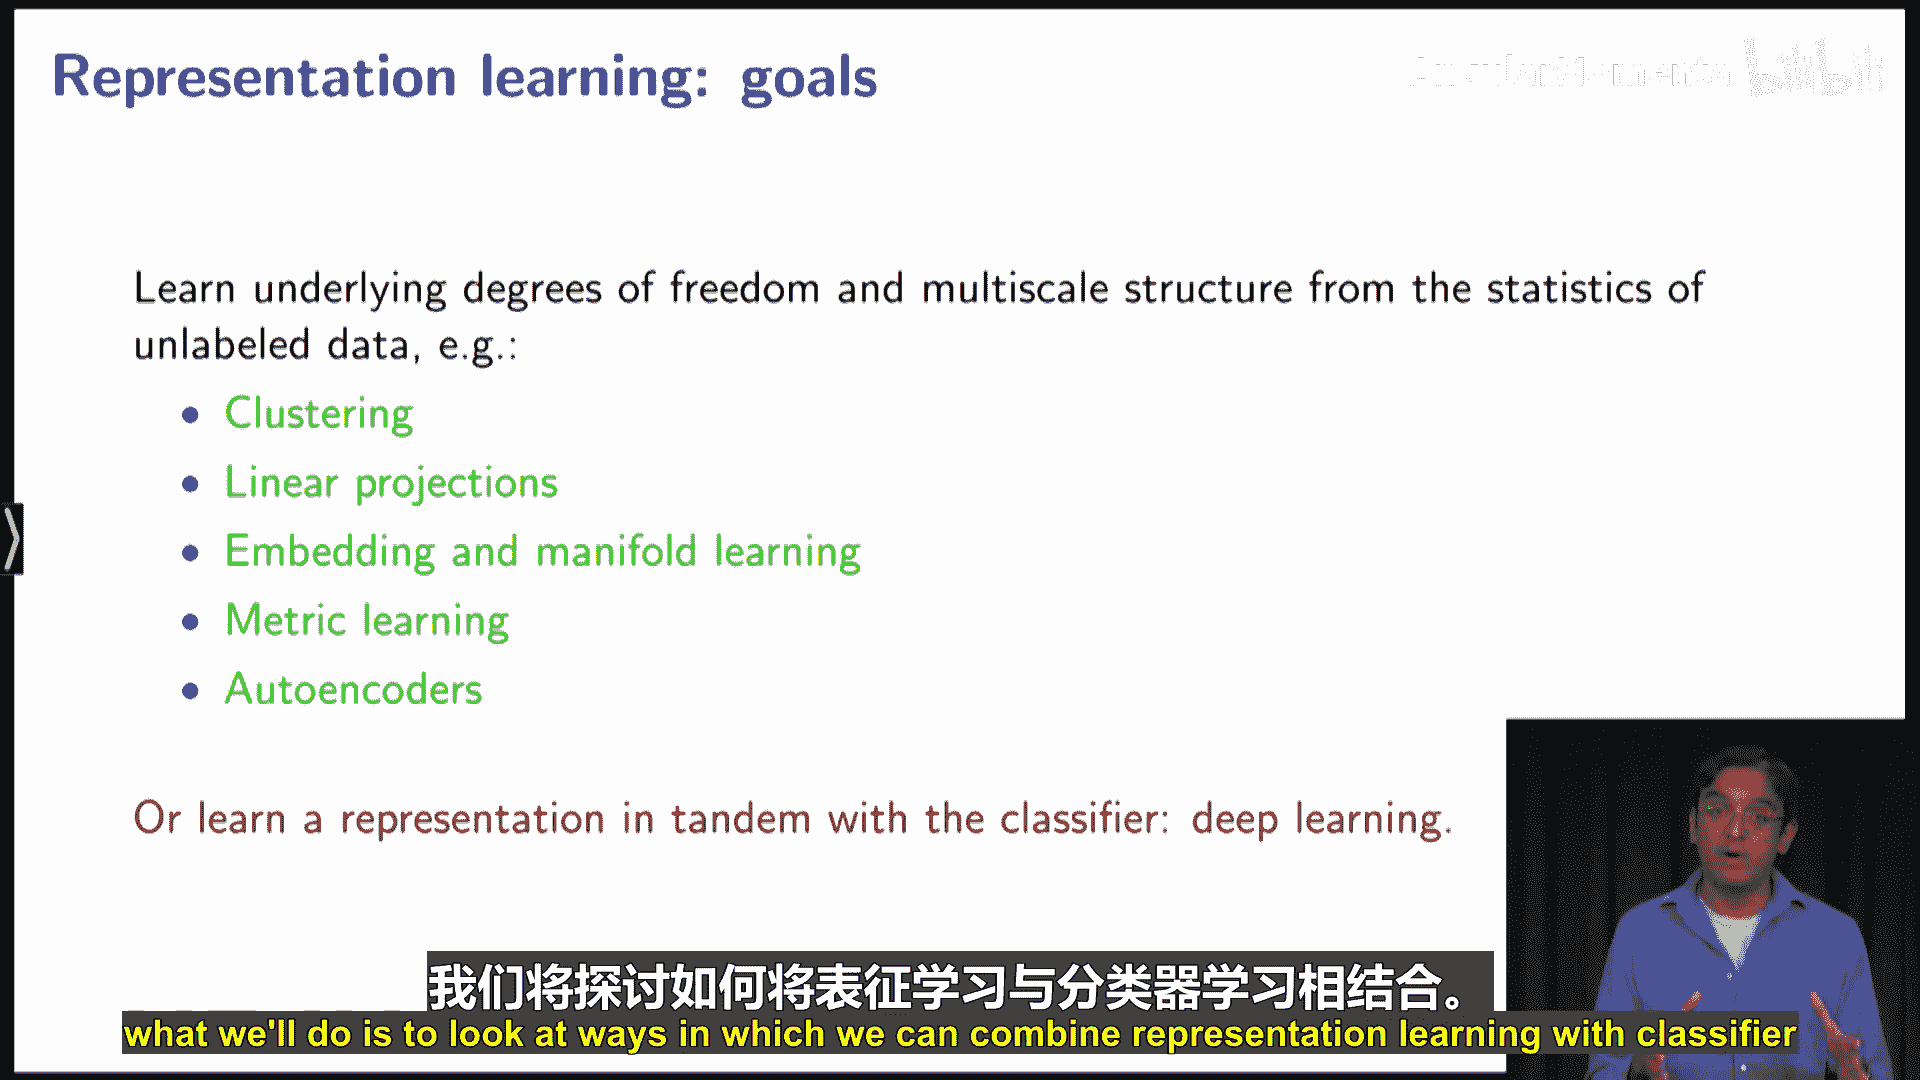 Representation learning: goals
Learn underlying degrees of freedom and multiscale structure from the statistics of
unlabeled data, e.g.:
Clustering
Linear projections
Embedding and manifold learning
Metric learning
Autoencoders
Or learn a representation in tandem with the classifier: deep learning.
我们将探讨如何将表征学习与分类器学习相结合。
what we'll do is to look at ways in which we can combine representation learning with classifier